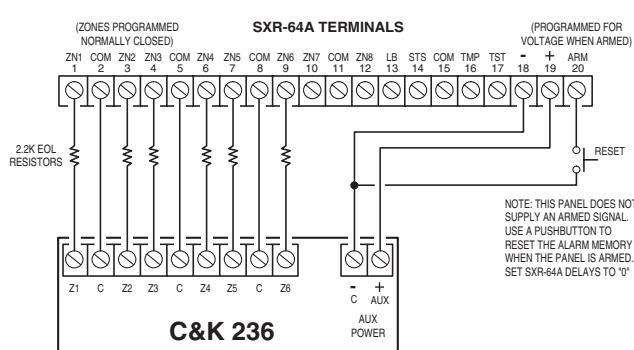 (ZONES PROGRAMMED
NORMALLY CLOSED)
SXR-64A TERMINALS
(PROGRAMMED FOR
VOLTAGE WHEN ARMED)
ZN1 COM ZN2 ZN3 COM ZN4 ZN5 COM ZN6 ZN7 COM ZN8 LB STS COM TMP TST - + ARM
1 2 3 4 5 6 7 8 9 10 11 12 13 14 15 16 17 18 19 20
2.2K EOL
RESISTORS
RESET
NOTE: THIS PANEL DOES NOT
SUPPLY AN ARMED SIGNAL.
USE A PUSHBUTTON TO
RESET THE ALARM MEMORY
WHEN THE PANEL IS ARMED.
SET SXR-64A DELAYS TO "0"
Z1 C Z2 Z3 C Z4 Z5 C Z6
- +
C AUX
AUX
POWER
C&K 236